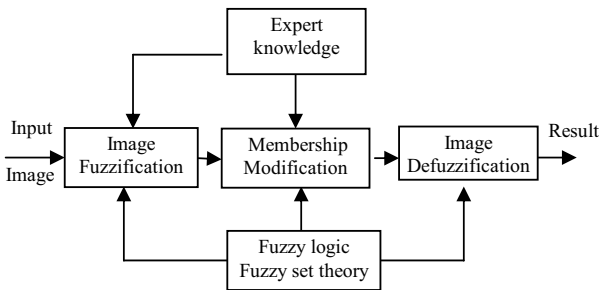 Expert
knowledge
Input
Image
Image
Fuzzification
Membership
Modification
Image
Defuzzification
Result
Fuzzy logic
Fuzzy set theory